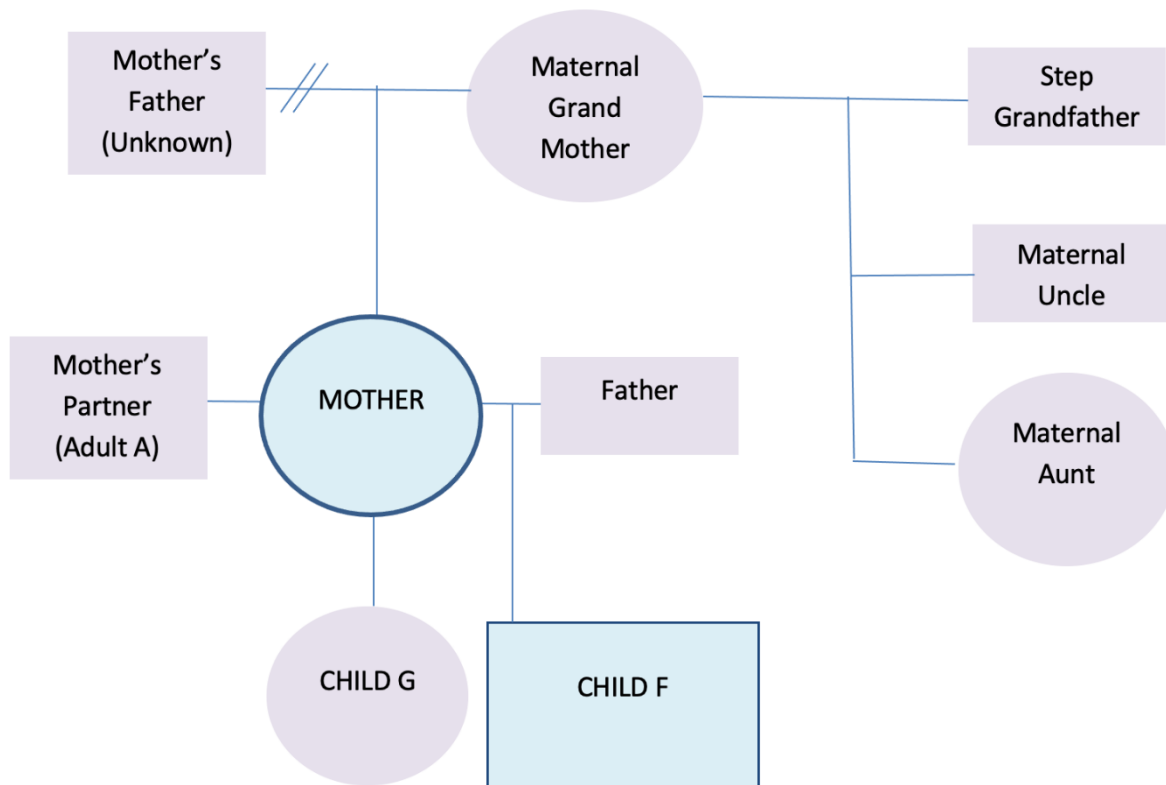 Mother’s
Father
(Unknown)
Maternal
Grand
Mother
Step
Grandfather
Maternal
Uncle
Mother’s
Partner
(Adult A)
MOTHER
Father
Maternal
Aunt
CHILD G
CHILD F